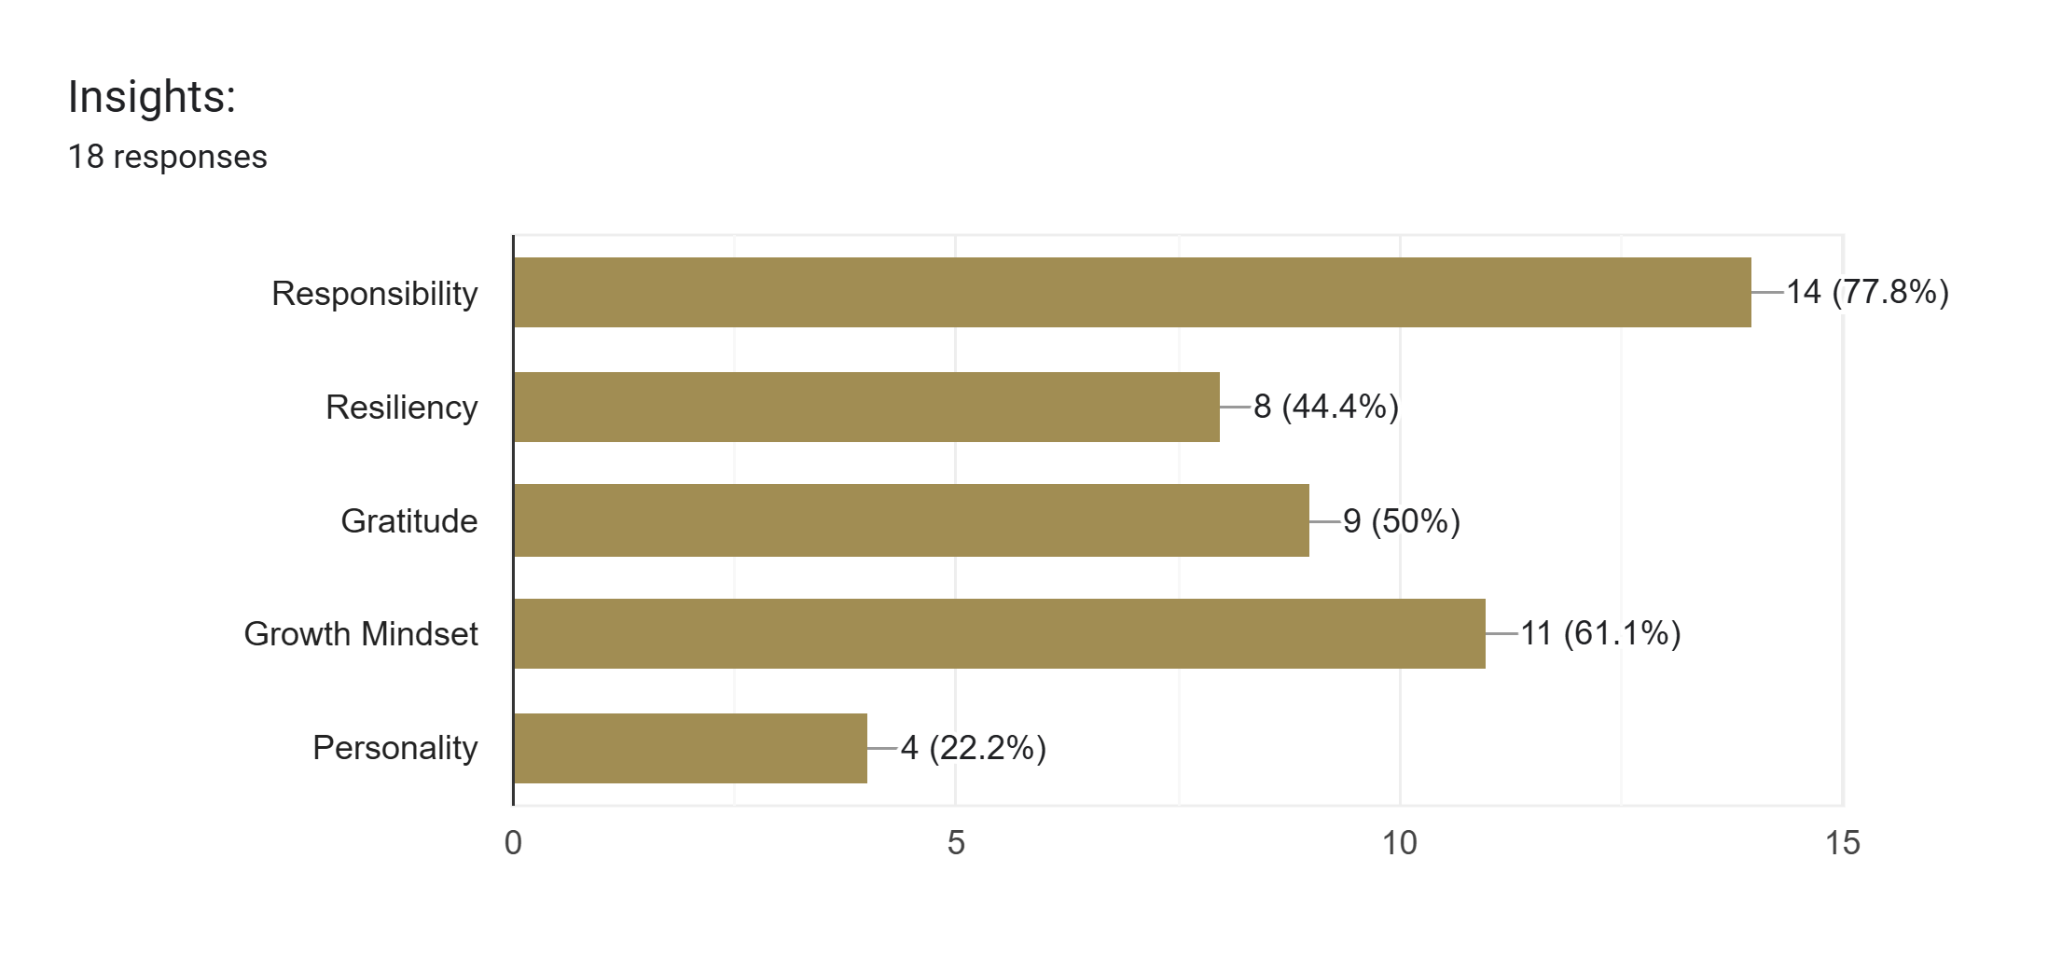 Insights:
18 responses
Responsibility 14 (77.8%)
Resiliency 8 (44.4%)
Gratitude 9 (50%)
Growth Mindset 11 (61.1%)
Personality 4 (22.2%)
0 5 10 15